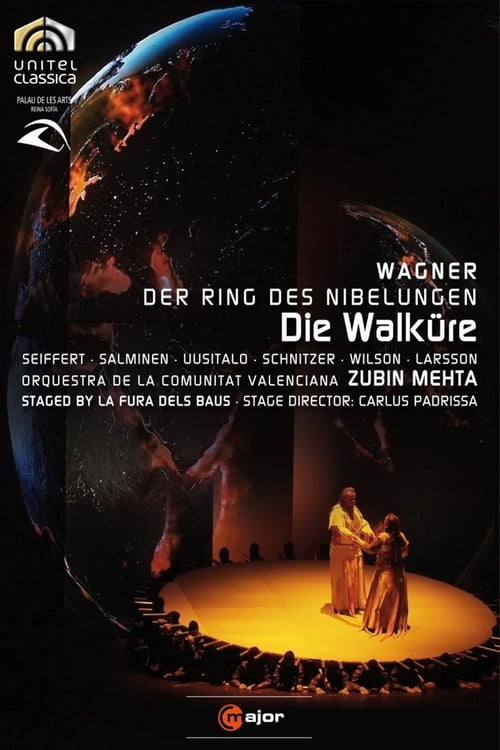 UNITEL
CLASSICA
PALAU DE LES ARTS
REINA SOFÍA
WAGNER
DER RING DES NIBELUNGEN
Die Walküre
SEIFFERT · SALMINEN · UUSITALO · SCHNITZER · WILSON · LARSSON
ORQUESTRA DE LA COMUNITAT VALENCIANA ZUBIN MEHTA
STAGED BY LA FURA DELS BAUS · STAGE DIRECTOR: CARLUS PADRISSA
C major